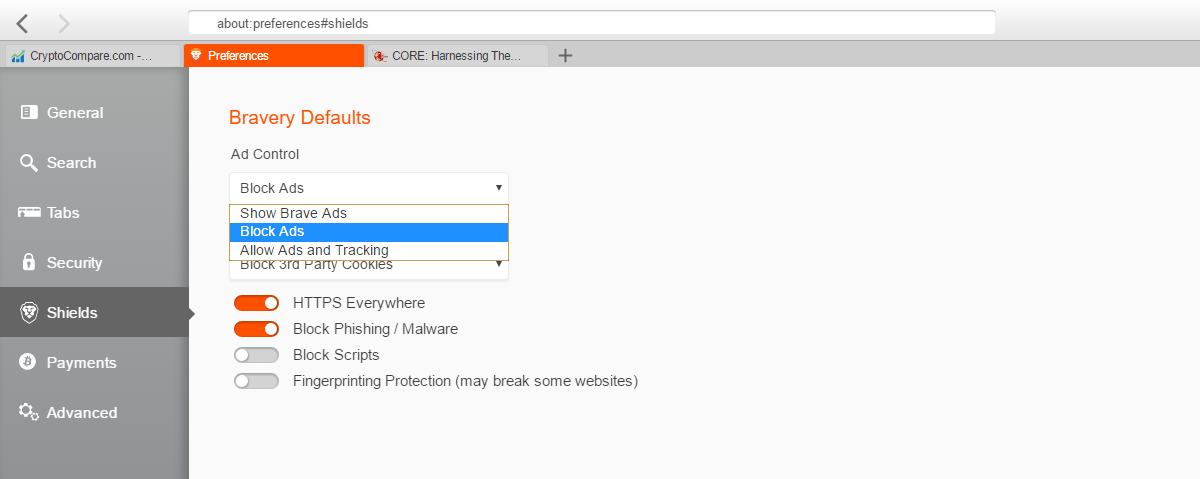 about:preferences#shields
CryptoCompare.com -...
Preferences
CORE: Harnessing The...
General
Search
Tabs
Security
Shields
Payments
Advanced
Bravery Defaults
Ad Control
Block Ads
Show Brave Ads
Block Ads
Allow Ads and Tracking
Block 3rd Party Cookies
HTTPS Everywhere
Block Phishing / Malware
Block Scripts
Fingerprinting Protection (may break some websites)